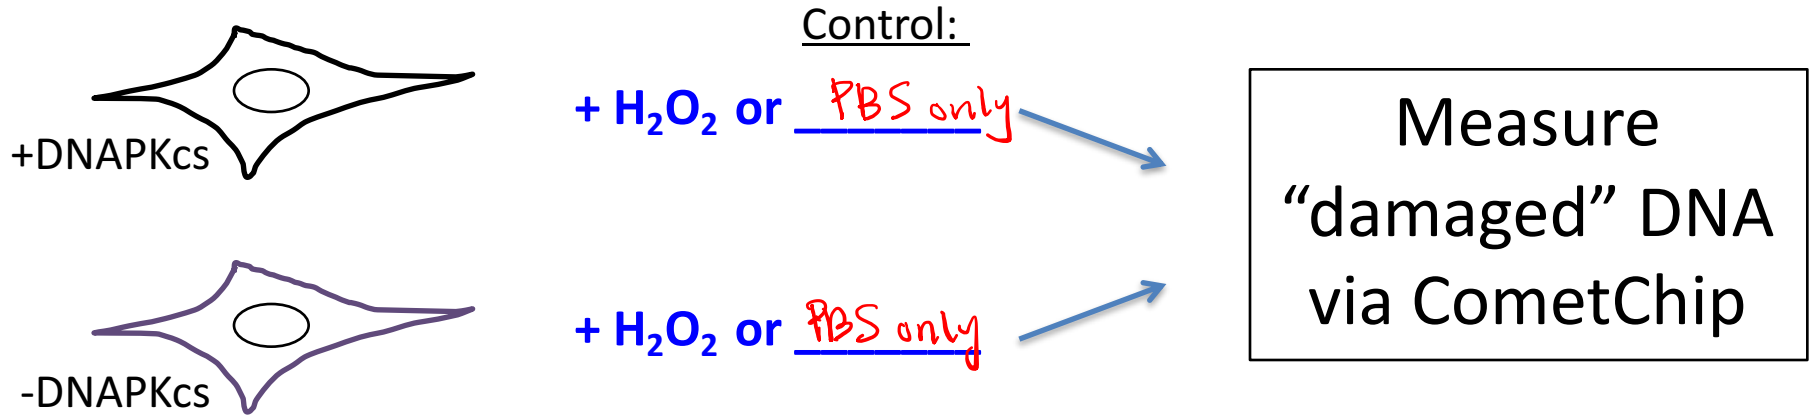 Control:
+ H₂O₂ or PBS only
+DNAPKcs
+ H₂O₂ or PBS only
-DNAPKcs
Measure
“damaged” DNA
via CometChip